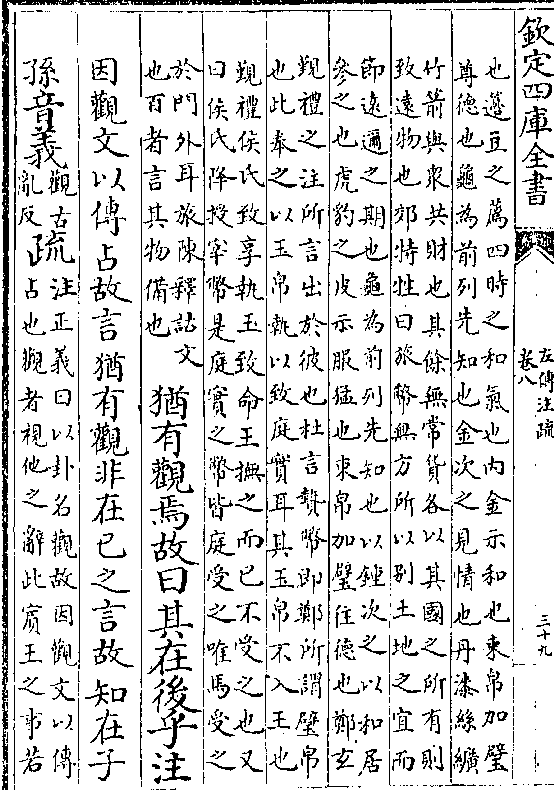 欽定四庫全書
左傳注疏
卷八
三十九
也籩豆之薦四時之和氣也内金示和也束帛加璧
尊德也龜為前列先知也金次之見情也丹漆絲纊
竹箭與衆共財也其餘無常貨各以其國之所有則
致遠物也郊特牲曰旅幣無方所以别土地之宜而
節逺邇之期也龜為前列先知也以鍾次之以和居
參之也虎豹之皮示服猛也束帛加璧往德也鄭玄
覲禮之注所言出於彼也杜言贄幣即鄭所謂璧帛
也此奉之以玉帛執以致庭實耳其玉帛不入王也
覲禮侯氏致享執玉致命王撫之而已不受之也又
曰侯氏降授宰幣是庭實之幣皆庭受之唯馬受之
於門外耳旅陳釋詁文
也百者言其物備也
猶有觀焉故曰其在後乎注
因觀文以傳占故言猶有觀非在已之言故知在子
孫音義
觀古
亂反
疏
注正義曰以卦名觀故因觀文以傳
占也觀者視他之辭此賓王之事若